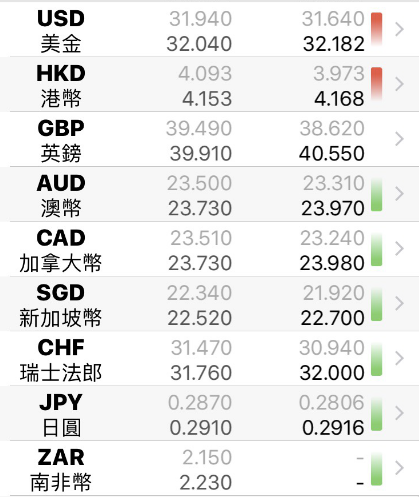 USD 31.940 31.640
美金 32.040 32.182
HKD 4.093 3.973
港幣 4.153 4.168
GBP 39.490 38.620
英鎊 39.910 40.550
AUD 23.500 23.310
澳幣 23.730 23.970
CAD 23.510 23.240
加拿大幣 23.730 23.980
SGD 22.340 21.920
新加坡幣 22.520 22.700
CHF 31.470 30.940
瑞士法郎 31.760 32.000
JPY 0.2870 0.2806
日圓 0.2910 0.2916
ZAR 2.150 -
南非幣 2.230 -